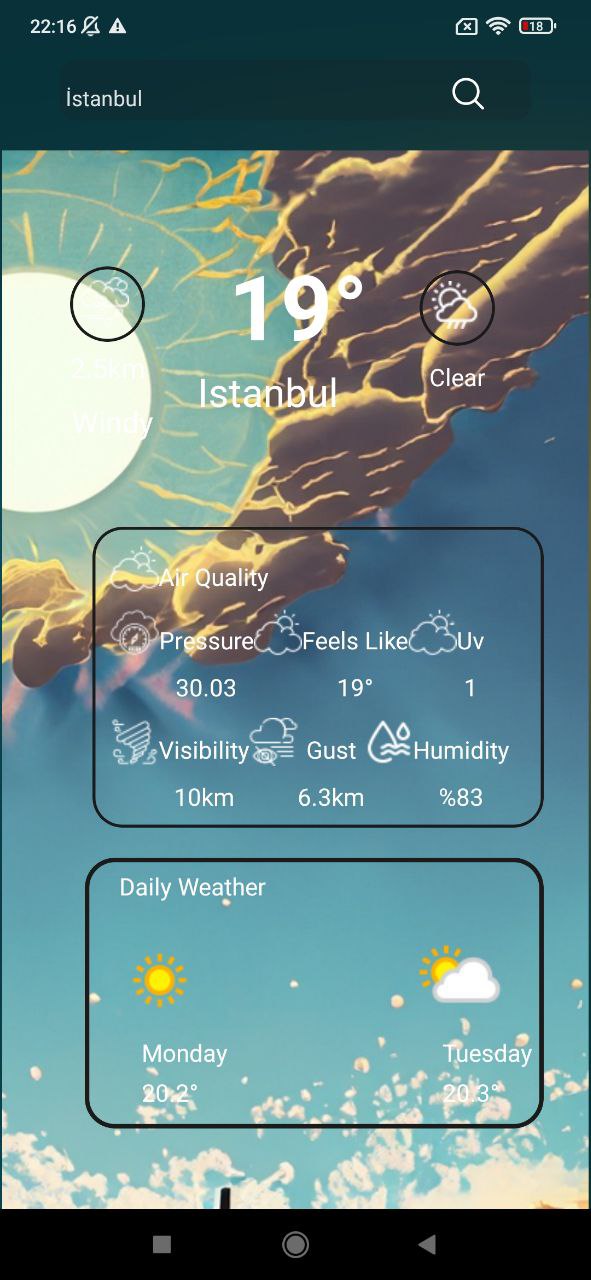 22:16 18
İstanbul
19°
2.5km
Istanbul
Clear
Windy
Air Quality
Pressure Feels Like Uv
30.03 19° 1
Visibility Gust Humidity
10km 6.3km %83
Daily Weather
Monday Tuesday
20.2° 20.3°